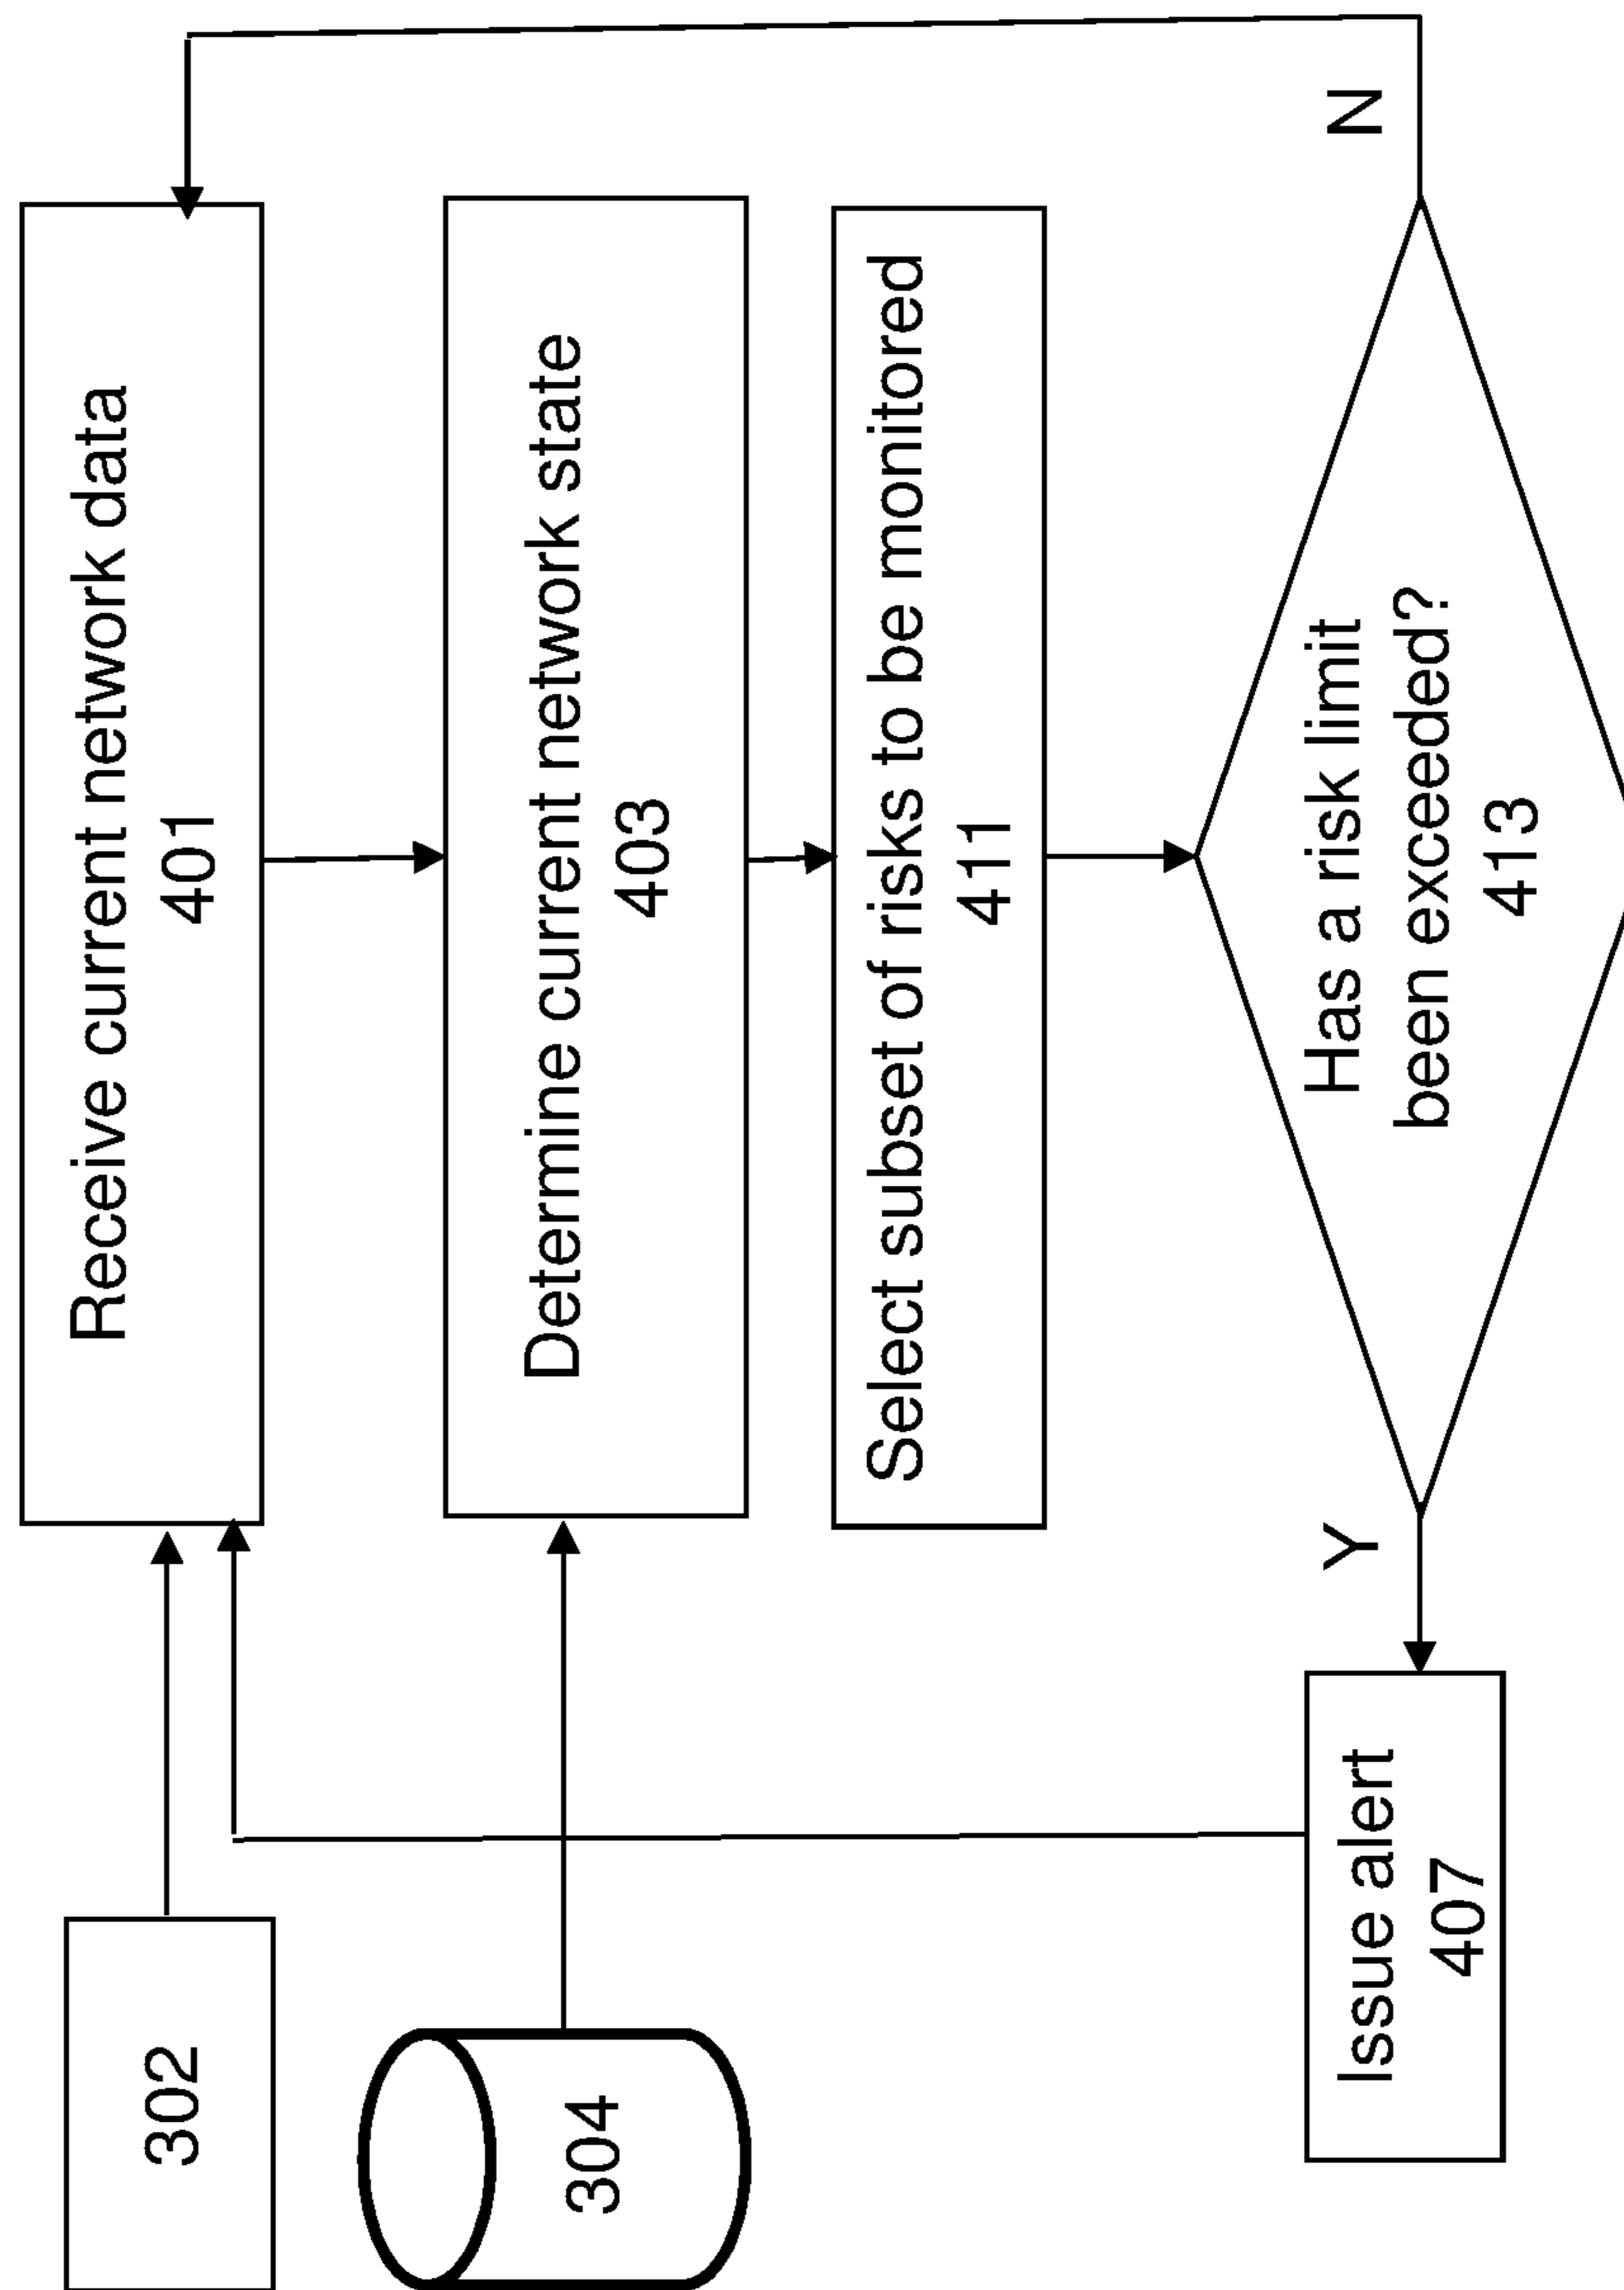 302
Receive current network data
401
304
Determine current network state
403
Select subset of risks to be monitored
411
Y
Has a risk limit
been exceeded?
413
N
Issue alert
407